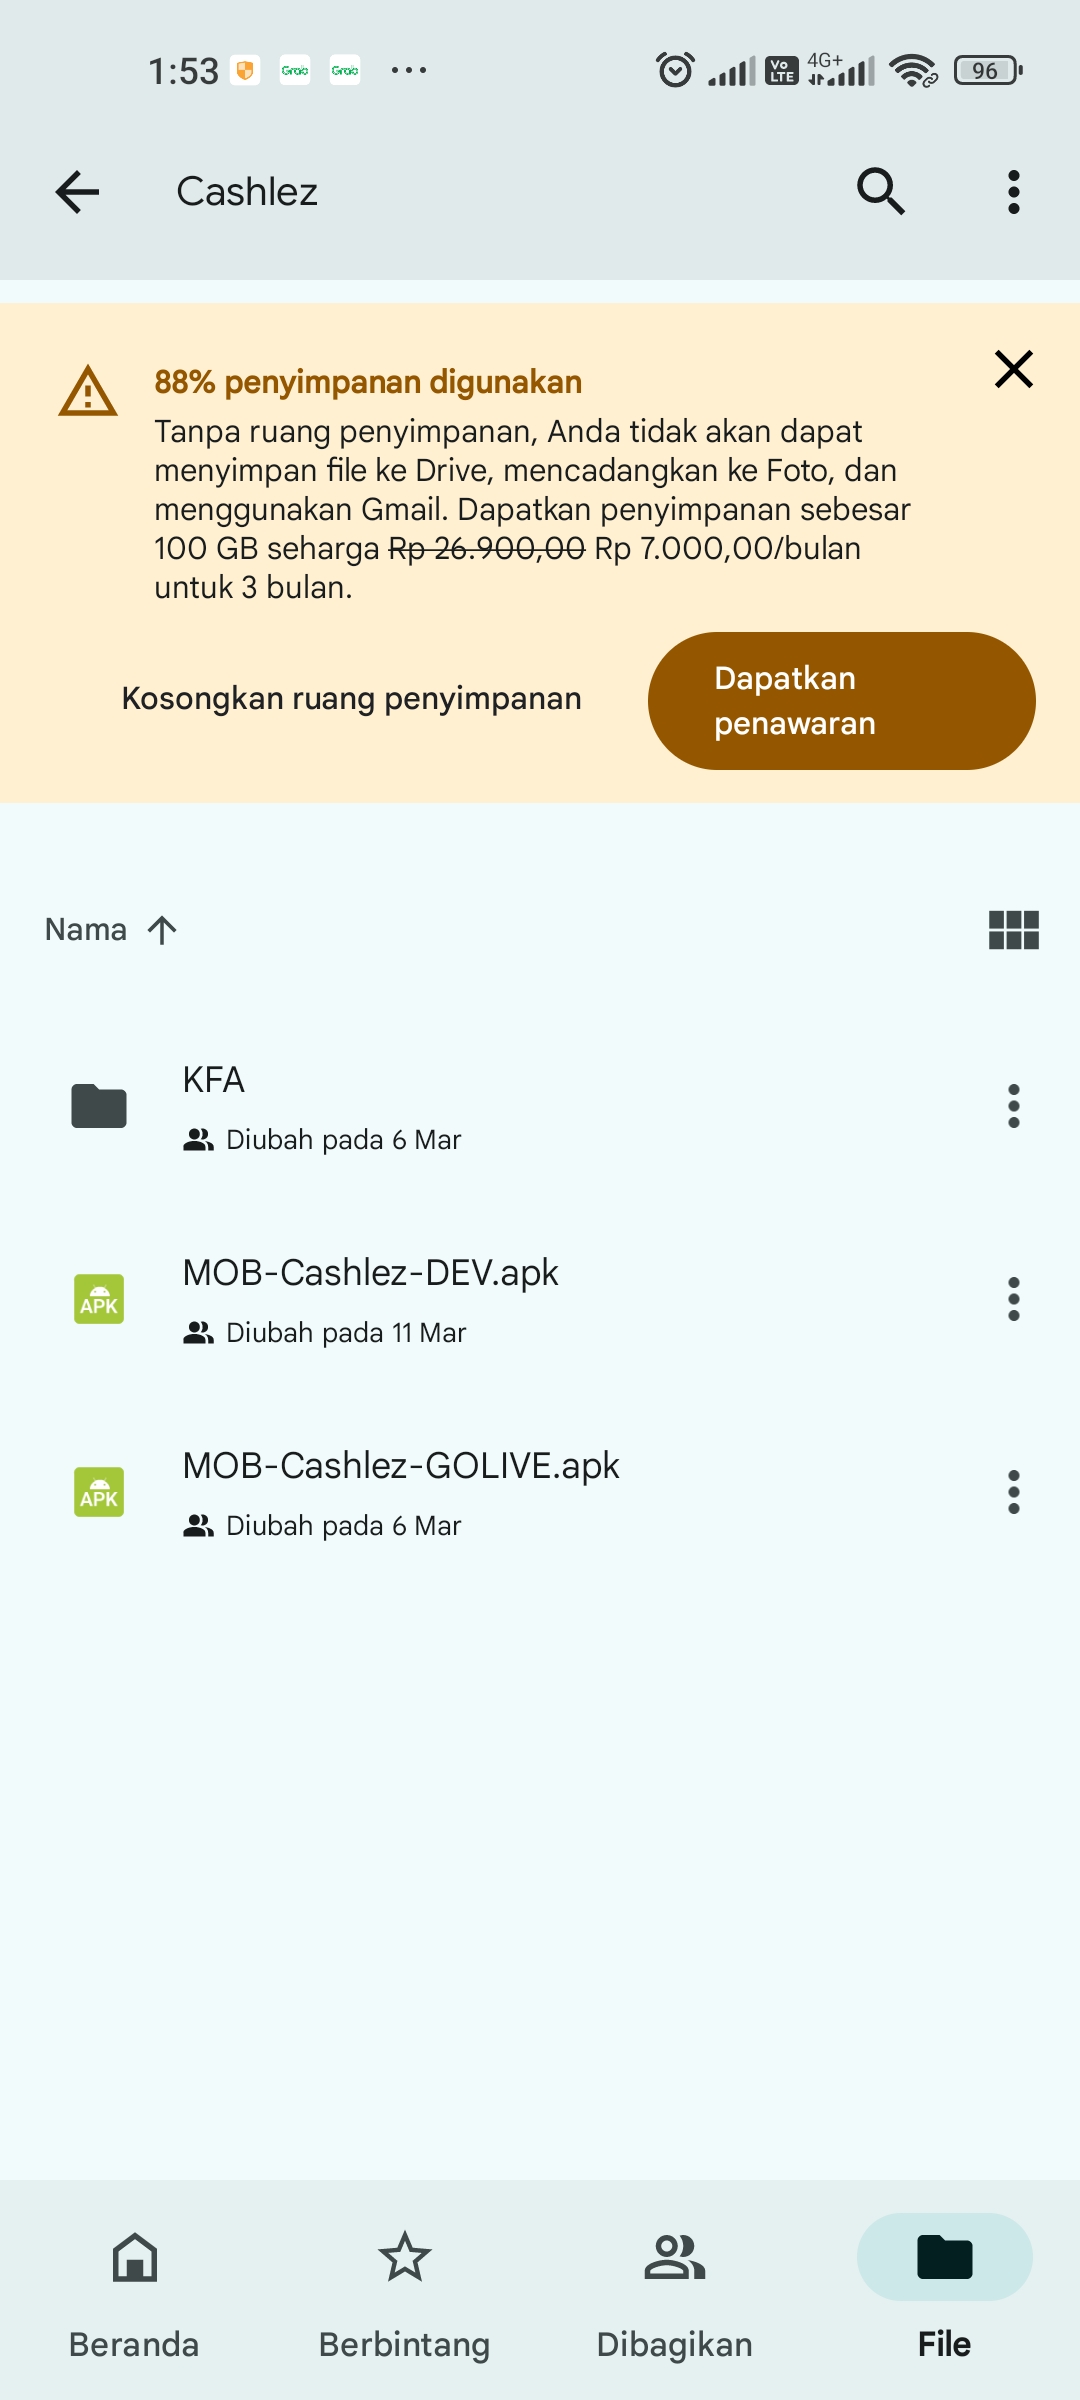 1:53 Grab Grab ... Vo LTE 4G+ 96
Cashlez
88% penyimpanan digunakan
Tanpa ruang penyimpanan, Anda tidak akan dapat
menyimpan file ke Drive, mencadangkan ke Foto, dan
menggunakan Gmail. Dapatkan penyimpanan sebesar
100 GB seharga Rp 26.900,00 Rp 7.000,00/bulan
untuk 3 bulan.
Kosongkan ruang penyimpanan
Dapatkan
penawaran
Nama
KFA
Diubah pada 6 Mar
APK
MOB-Cashlez-DEV.apk
Diubah pada 11 Mar
APK
MOB-Cashlez-GOLIVE.apk
Diubah pada 6 Mar
Beranda Berbintang Dibagikan File